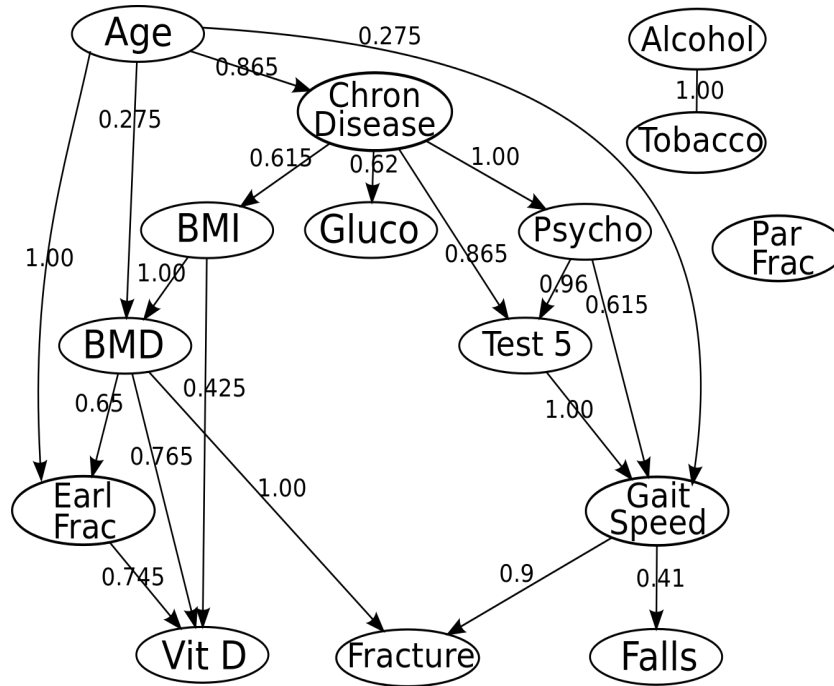 Age
0.275
Alcohol
0.865
Chron
Disease
1.00
0.275
Tobacco
0.615
0.62
1.00
BMI
Gluco
Psycho
Par
Frac
1.00
1.00
0.865
0.96
0.615
BMD
Test 5
0.65
0.425
1.00
0.765
1.00
Earl
Frac
Gait
Speed
0.745
0.9
0.41
Vit D
Fracture
Falls